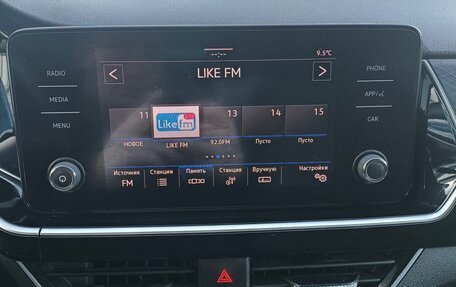 --:--
9.5°C
LIKE FM
RADIO
MEDIA
MENU
PHONE
APP
CAR
11 13 14 15
Like fm
НОВОЕ LIKE FM 92.0FM Пусто Пусто
Источник Станции Память Станция Вручную Настройки
FM